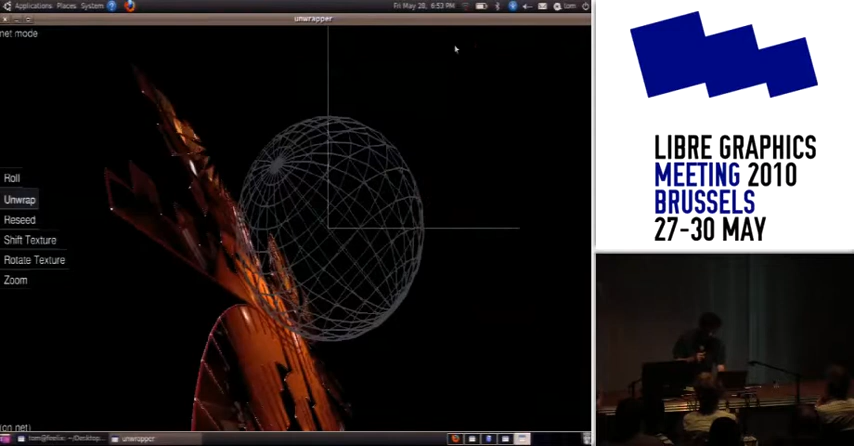 Applications Places System
Fri May 28, 6:53 PM
tom
unwrapper
net mode
Roll
Unwrap
Reseed
Shift Texture
Rotate Texture
Zoom
(on net)
unwrapper
LIBRE GRAPHICS
MEETING 2010
BRUSSELS
27-30 MAY